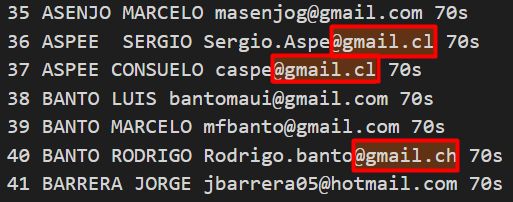 35 ASENJO MARCELO masenjog@gmail.com 70s
36 ASPEE  SERGIO Sergio.Aspe@gmail.cl 70s
37 ASPEE CONSUELO caspe@gmail.cl 70s
38 BANTO LUIS bantomaui@gmail.com 70s
39 BANTO MARCELO mfbanto@gmail.com 70s
40 BANTO RODRIGO Rodrigo.banto@gmail.ch 70s
41 BARRERA JORGE jbarrera05@hotmail.com 70s